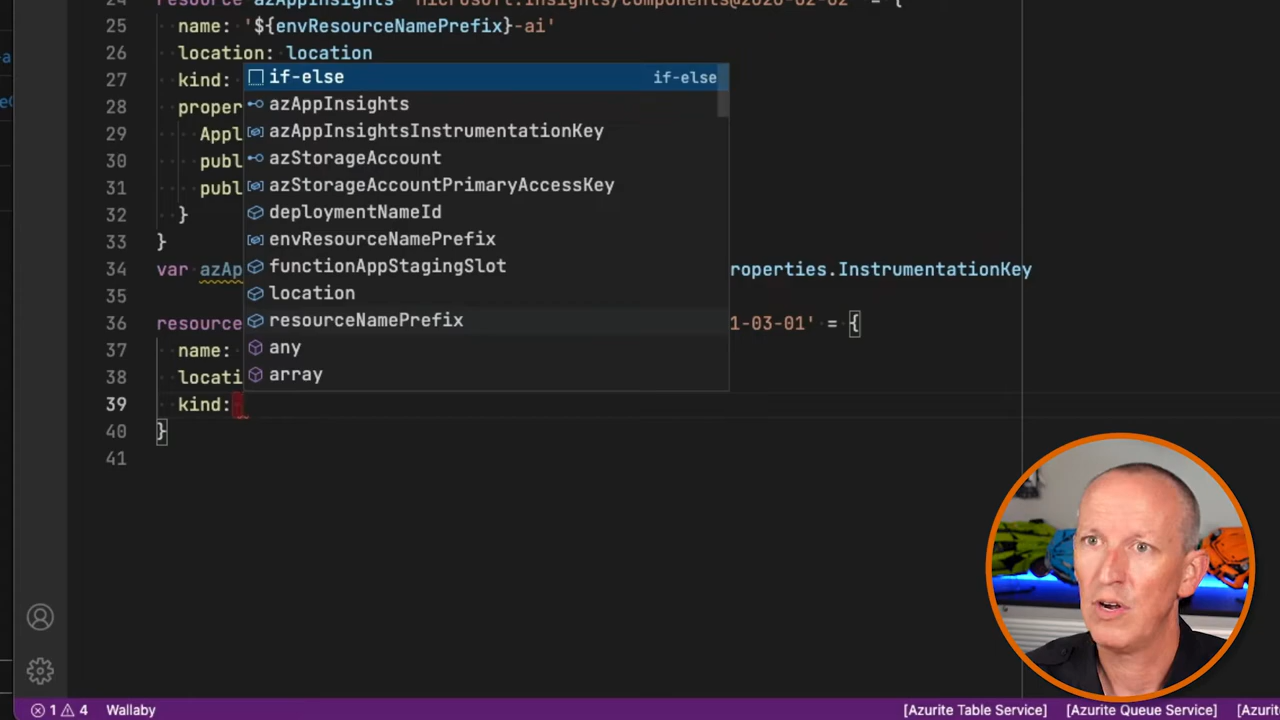 resource azAppInsights 'microsoft.insights/components@2020-02-02' = {
25 name: '${envResourceNamePrefix}-ai'
26 location: location
27 kind:
28 proper
29 Appl
30 publ
31 publ
32 }
33 }
34 var azAp roperties.InstrumentationKey
35
36 resource 1-03-01' = {
37 name:
38 locati
39 kind:
40 }
41
if-else if-else
azAppInsights
azAppInsightsInstrumentationKey
azStorageAccount
azStorageAccountPrimaryAccessKey
deploymentNameId
envResourceNamePrefix
functionAppStagingSlot
location
resourceNamePrefix
any
array
1 4 Wallaby [Azurite Table Service] [Azurite Queue Service] [Azuri